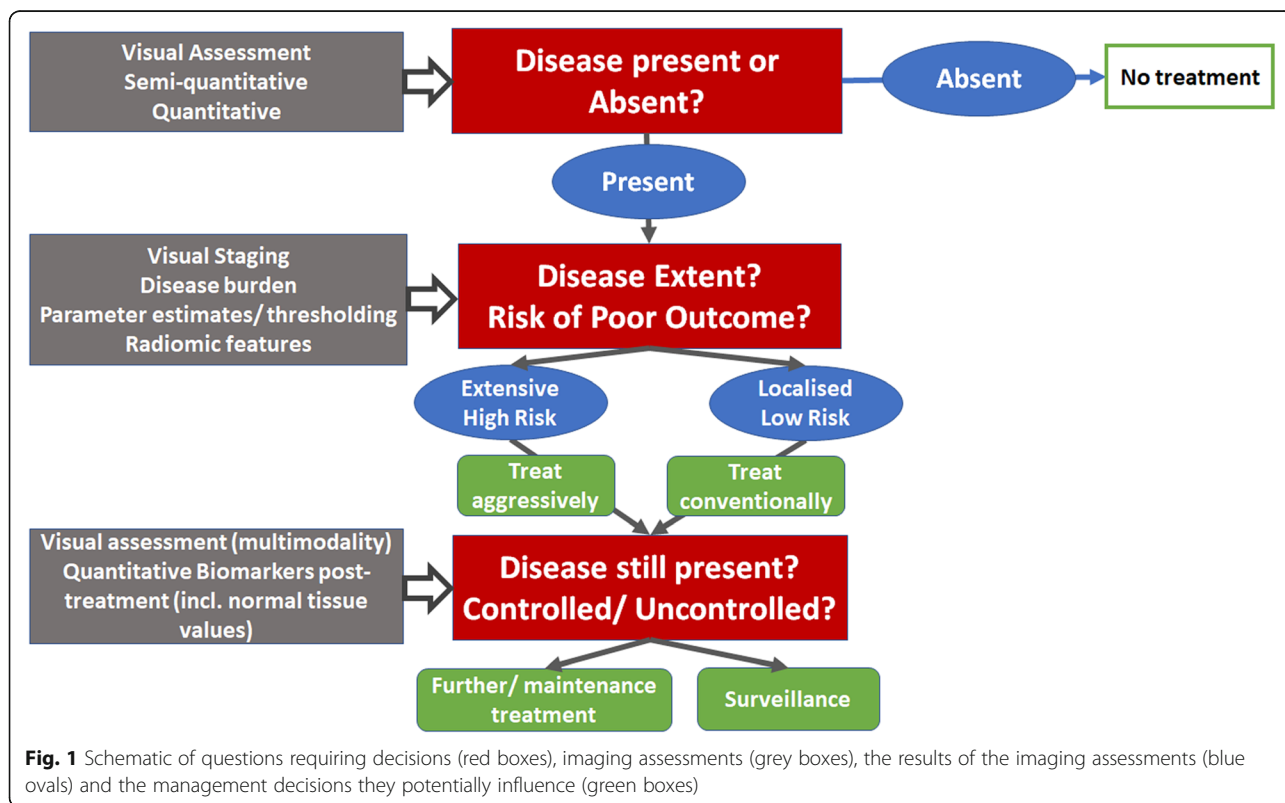 Visual Assessment
Semi-quantitative
Quantitative
Disease present or
Absent?
Absent
No treatment
Present
Visual Staging
Disease burden
Parameter estimates/ thresholding
Radiomic features
Disease Extent?
Risk of Poor Outcome?
Extensive
High Risk
Localised
Low Risk
Treat
aggressively
Treat
conventionally
Visual assessment (multimodality)
Quantitative Biomarkers post-
treatment (incl. normal tissue
values)
Disease still present?
Controlled/ Uncontrolled?
Further/ maintenance
treatment
Surveillance
Fig. 1 Schematic of questions requiring decisions (red boxes), imaging assessments (grey boxes), the results of the imaging assessments (blue
ovals) and the management decisions they potentially influence (green boxes)